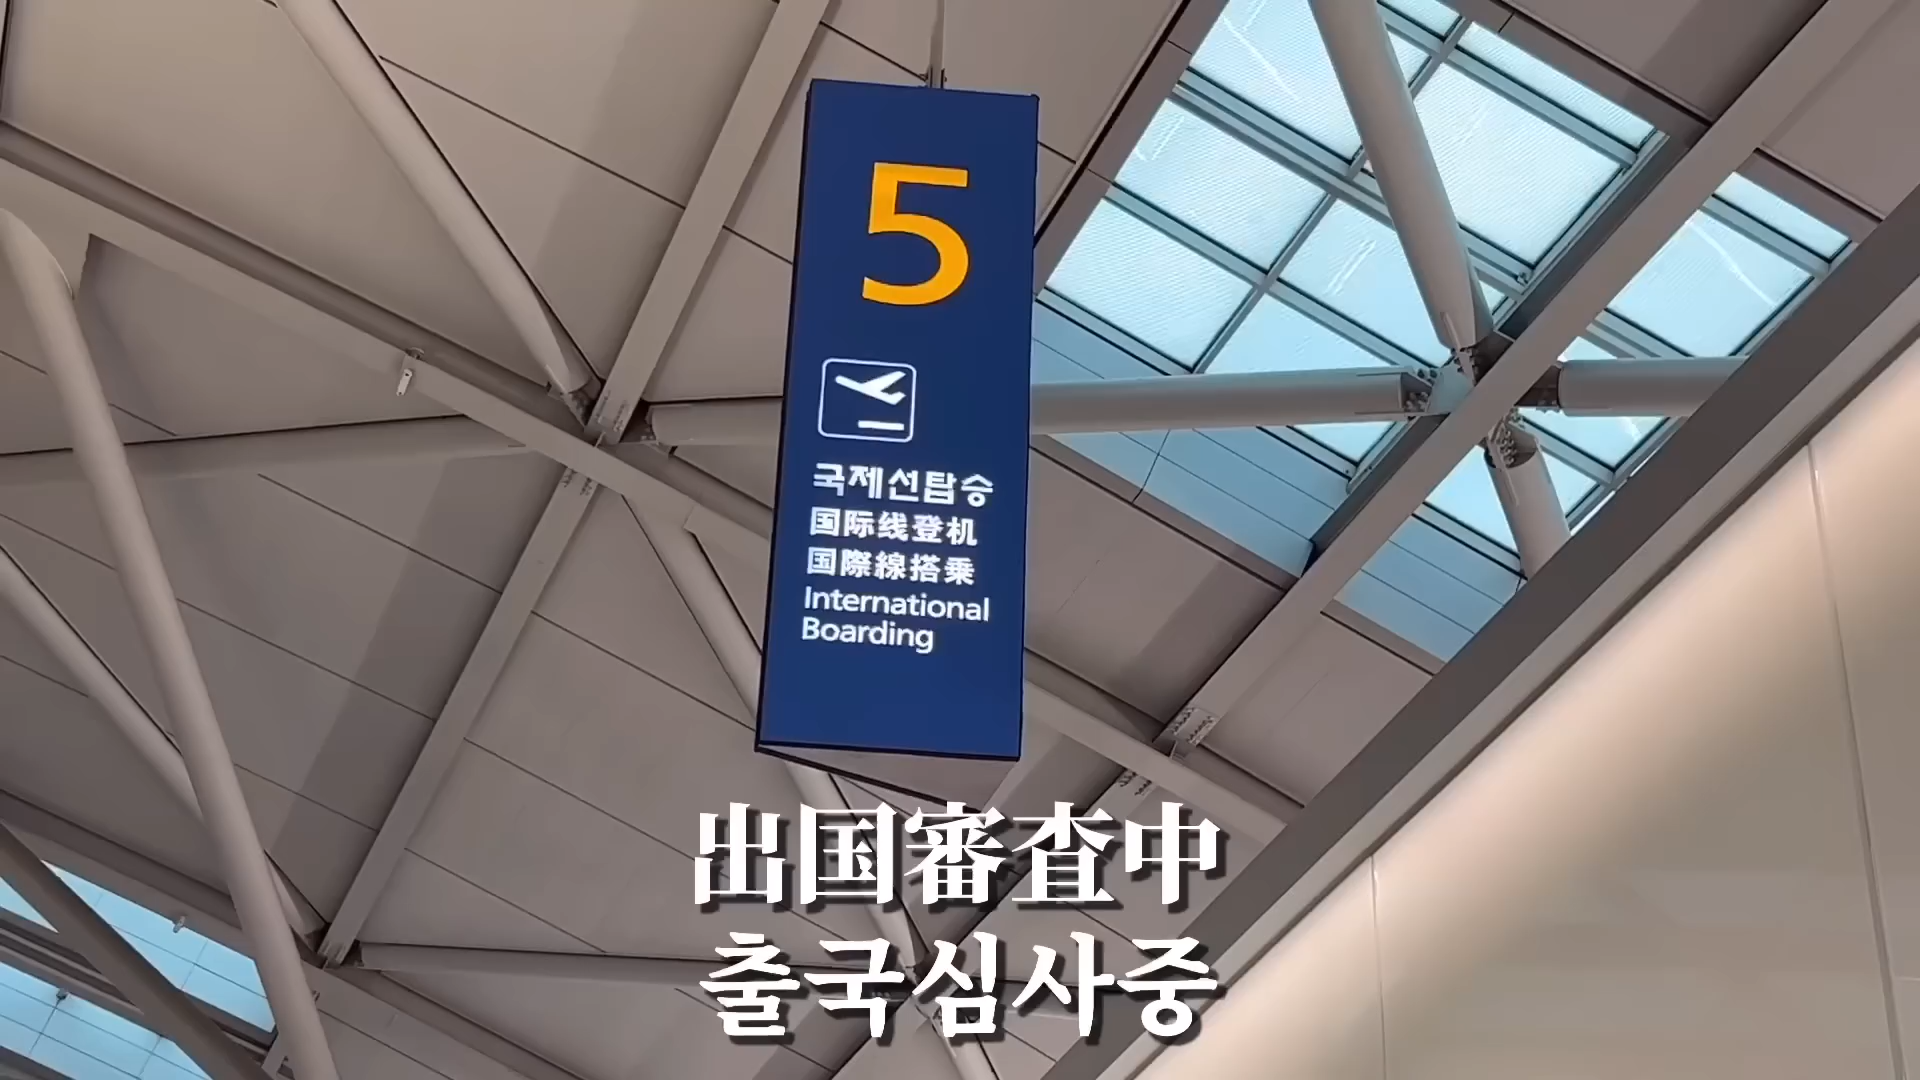 5
국제선탑승
国际线登机
国際線搭乗
International
Boarding
出国審査中
출국심사중